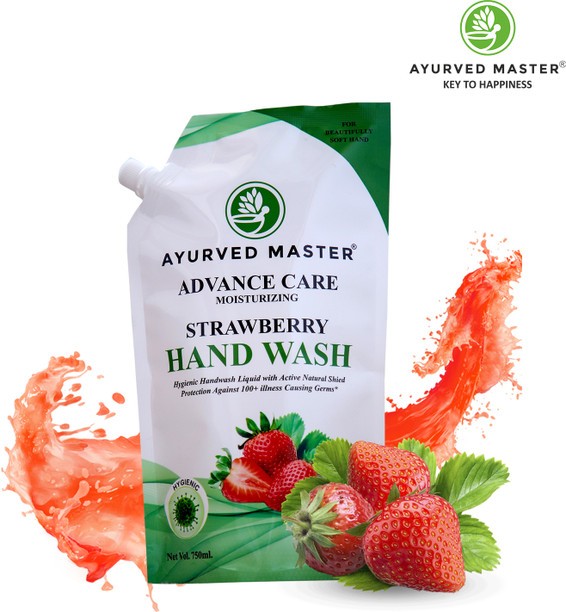 AYURVED MASTER®
KEY TO HAPPINESS
FOR
BEAUTIFULLY
SOFT HAND
AYURVED MASTER®
ADVANCE CARE
MOISTURIZING
STRAWBERRY
HAND WASH
Hygienic Handwash Liquid with Active Natural Shied
Protection Against 100+ illness Causing Germs*
HYGIENIC
Net Vol. 750ml.